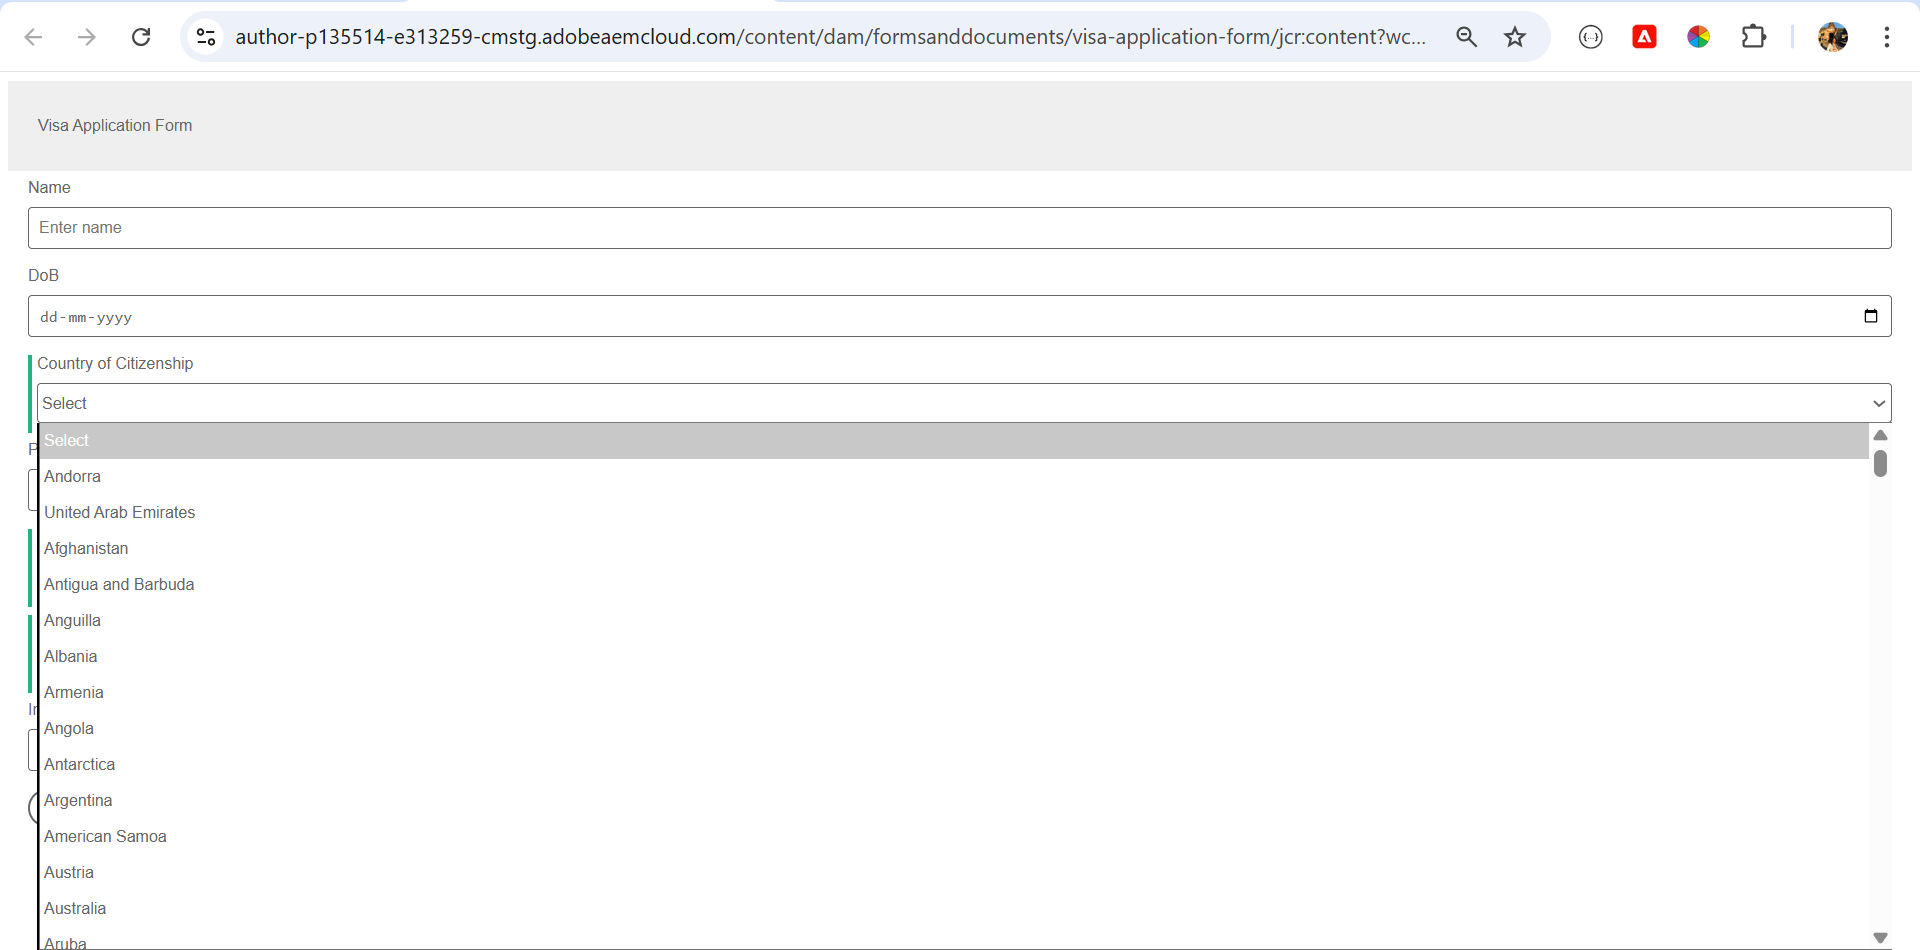 author-p135514-e313259-cmstg.adobeaemcloud.com/content/dam/formsanddocuments/visa-application-form/jcr:content?wc...
Visa Application Form
Name
Enter name
DoB
dd-mm-yyyy
Country of Citizenship
Select
Select
Andorra
United Arab Emirates
Afghanistan
Antigua and Barbuda
Anguilla
Albania
Armenia
Angola
Antarctica
Argentina
American Samoa
Austria
Australia
Aruba